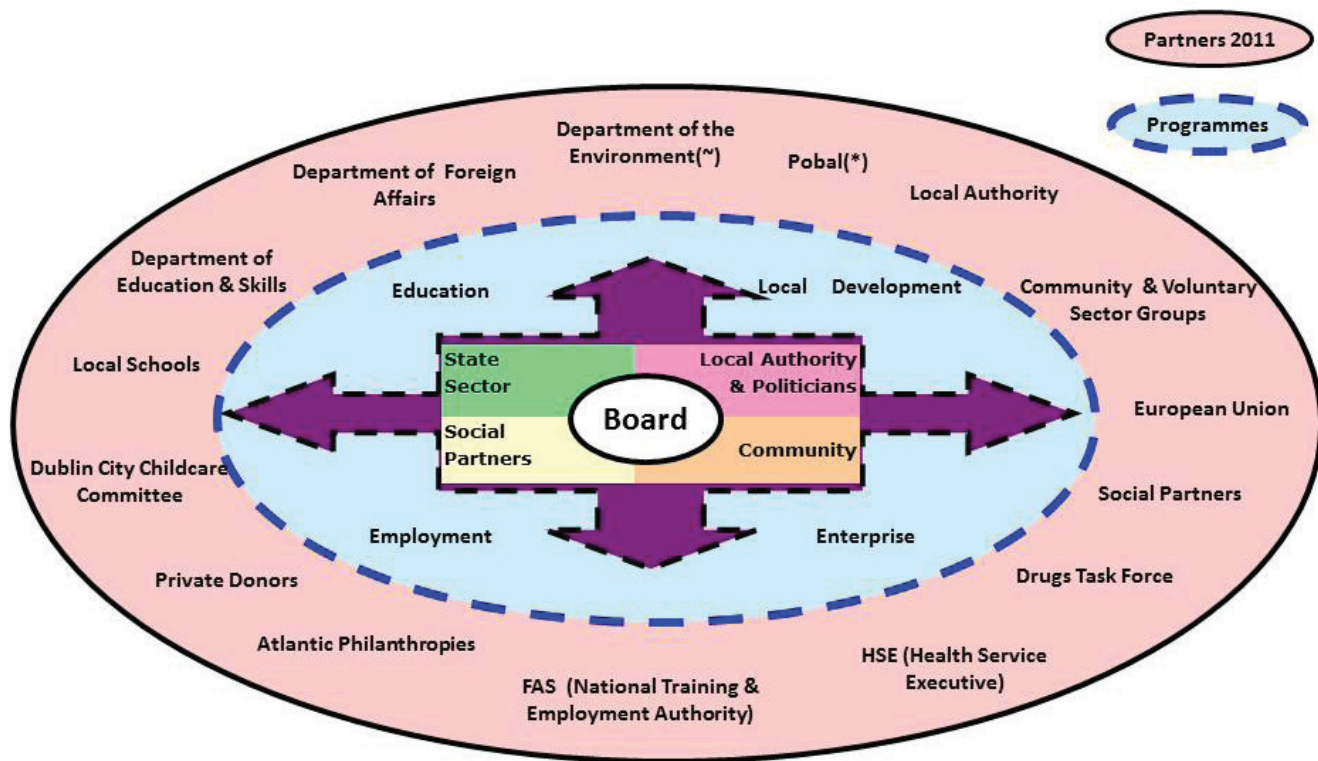 Partners 2011
Programmes
Department of the
Environment(~)
Pobal(*)
Department of Foreign
Affairs
Local Authority
Department of
Education & Skills
Community & Voluntary
Sector Groups
Education
Local Development
Local Schools
State
Sector
Local Authority
& Politicians
Board
European Union
Social
Partners
Community
Dublin City Childcare
Committee
Social Partners
Employment
Enterprise
Private Donors
Drugs Task Force
Atlantic Philanthropies
HSE (Health Service
Executive)
FAS (National Training &
Employment Authority)